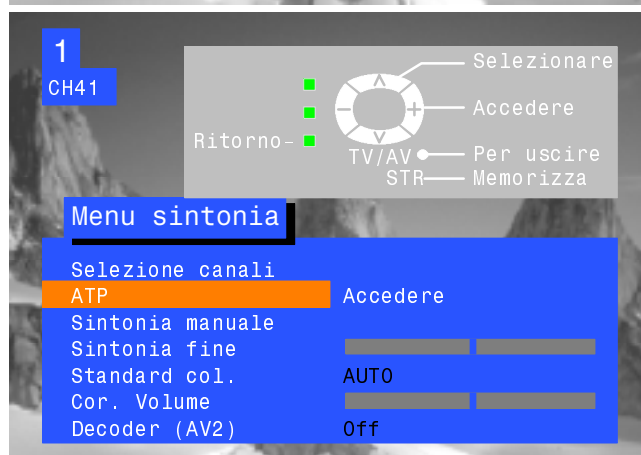 1
CH41
Selezionare
Accedere
Ritorno
TV/AV Per uscire
STR Memorizza
Menu sintonia
Selezione canali
ATP Accedere
Sintonia manuale
Sintonia fine
Standard col. AUTO
Cor. Volume
Decoder (AV2) Off